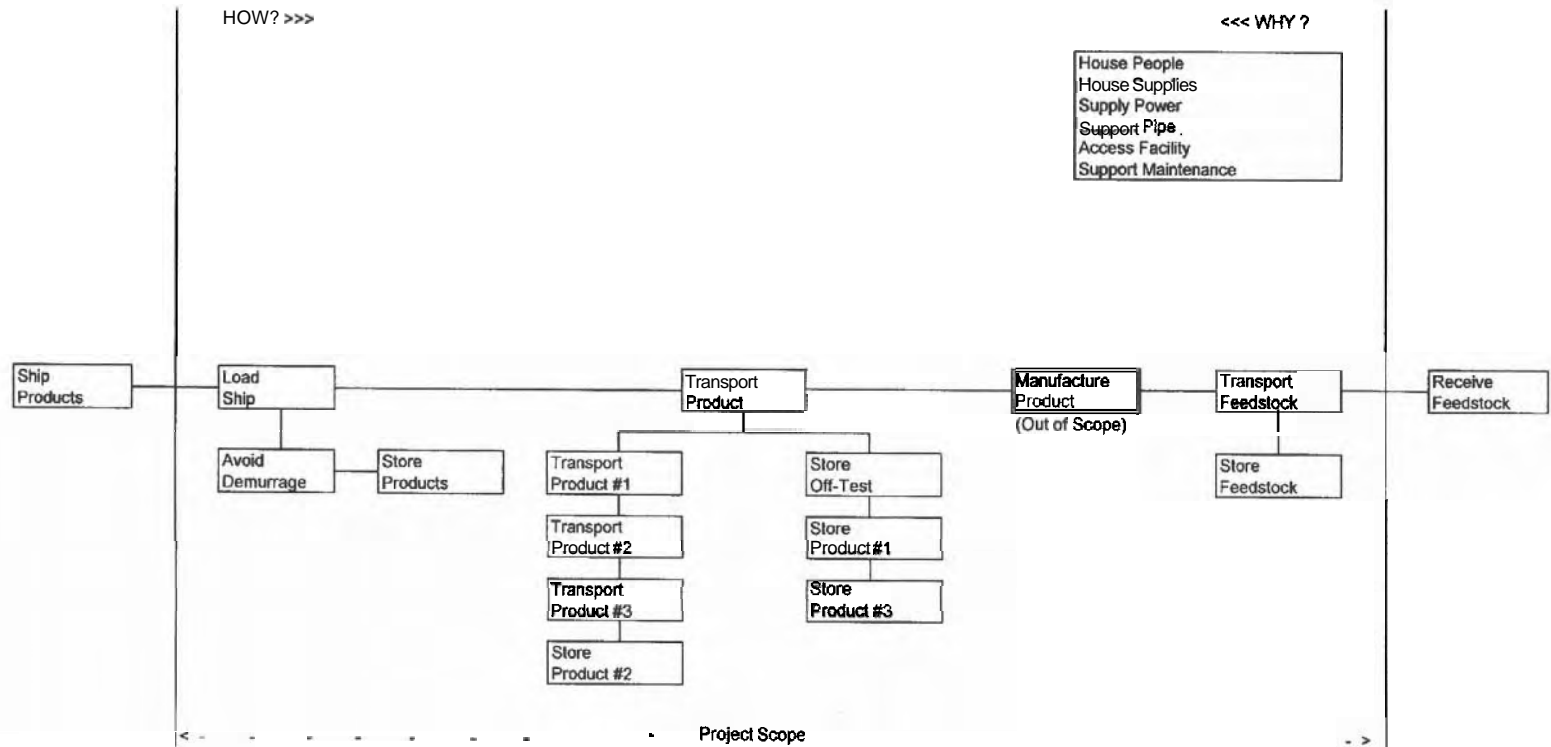 HOW? >>>
<<< WHY ?
House People
House Supplies
Supply Power
Support Pipe .
Access Facility
Support Maintenance
Ship
Products
Load
Ship
Transport
Product
Manufacture
Product
(Out of Scope)
Transport
Feedstock
Receive
Feedstock
Avoid
Demurrage
Store
Products
Transport
Product #1
Store
Off-Test
Store
Feedstock
Transport
Product #2
Store
Product #1
Transport
Product #3
Store
Product #3
Store
Product #2
< - - - - - - - Project Scope - >